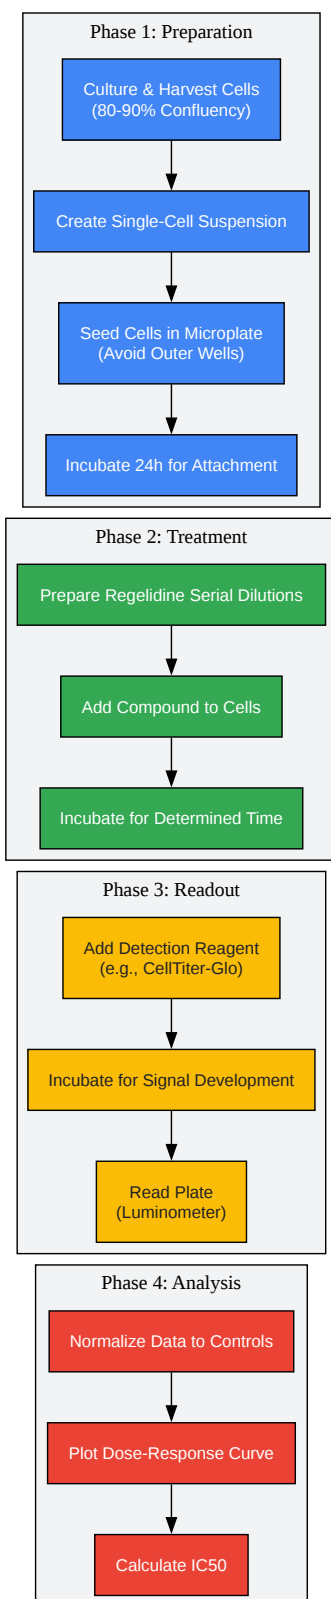 Phase 1: Preparation
Culture & Harvest Cells
(80-90% Confluency)
Create Single-Cell Suspension
Seed Cells in Microplate
(Avoid Outer Wells)
Incubate 24h for Attachment
Phase 2: Treatment
Prepare Regelidine Serial Dilutions
Add Compound to Cells
Incubate for Determined Time
Phase 3: Readout
Add Detection Reagent
(e.g., CellTiter-Glo)
Incubate for Signal Development
Read Plate
(Luminometer)
Phase 4: Analysis
Normalize Data to Controls
Plot Dose-Response Curve
Calculate IC50